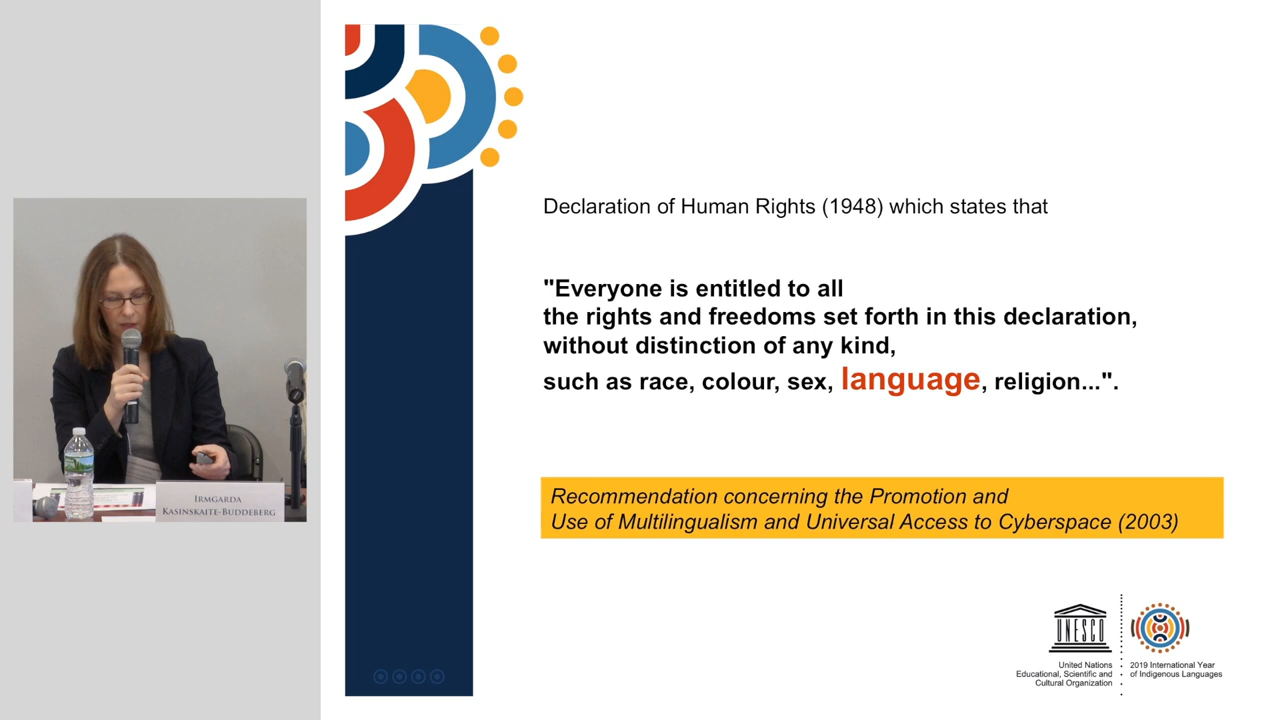 Declaration of Human Rights (1948) which states that
"Everyone is entitled to all
the rights and freedoms set forth in this declaration,
without distinction of any kind,
such as race, colour, sex, language, religion...".
Recommendation concerning the Promotion and
Use of Multilingualism and Universal Access to Cyberspace (2003)
IRMGARDA
KASINSKAITE-BUDDEBERG
UNESCO
United Nations
Educational, Scientific and
Cultural Organization
2019 International Year
of Indigenous Languages